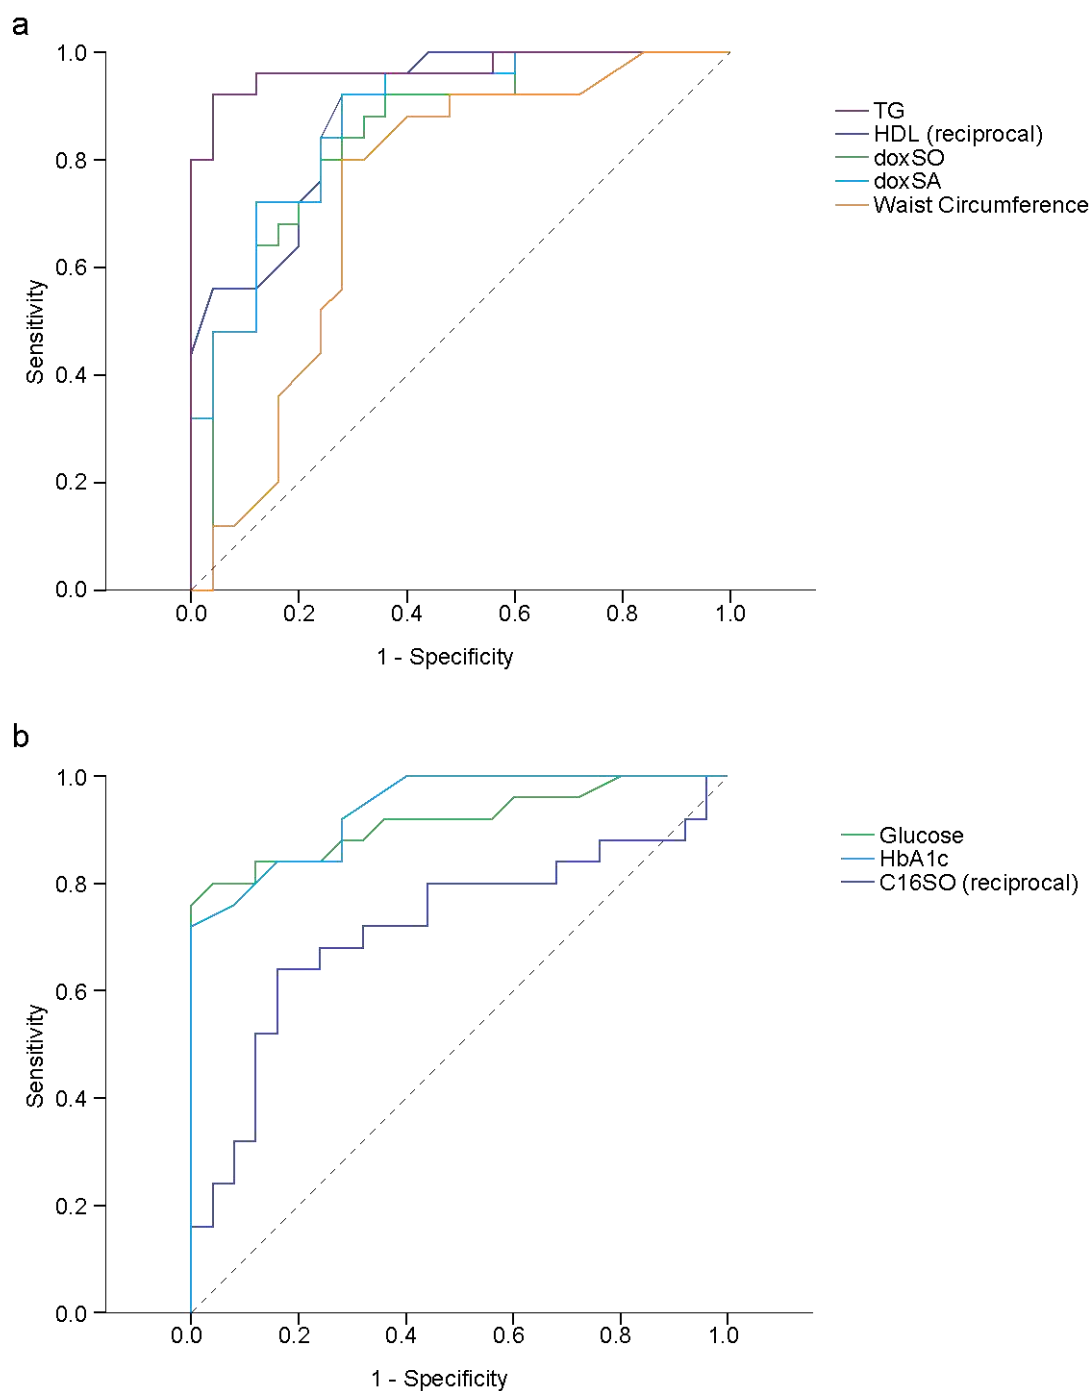 a
1.0
0.8
0.6
0.4
0.2
0.0
Sensitivity
0.0 0.2 0.4 0.6 0.8 1.0
1 - Specificity
TG
HDL (reciprocal)
doxSO
doxSA
Waist Circumference
b
1.0
0.8
0.6
0.4
0.2
0.0
Sensitivity
0.0 0.2 0.4 0.6 0.8 1.0
1 - Specificity
Glucose
HbA1c
C16SO (reciprocal)